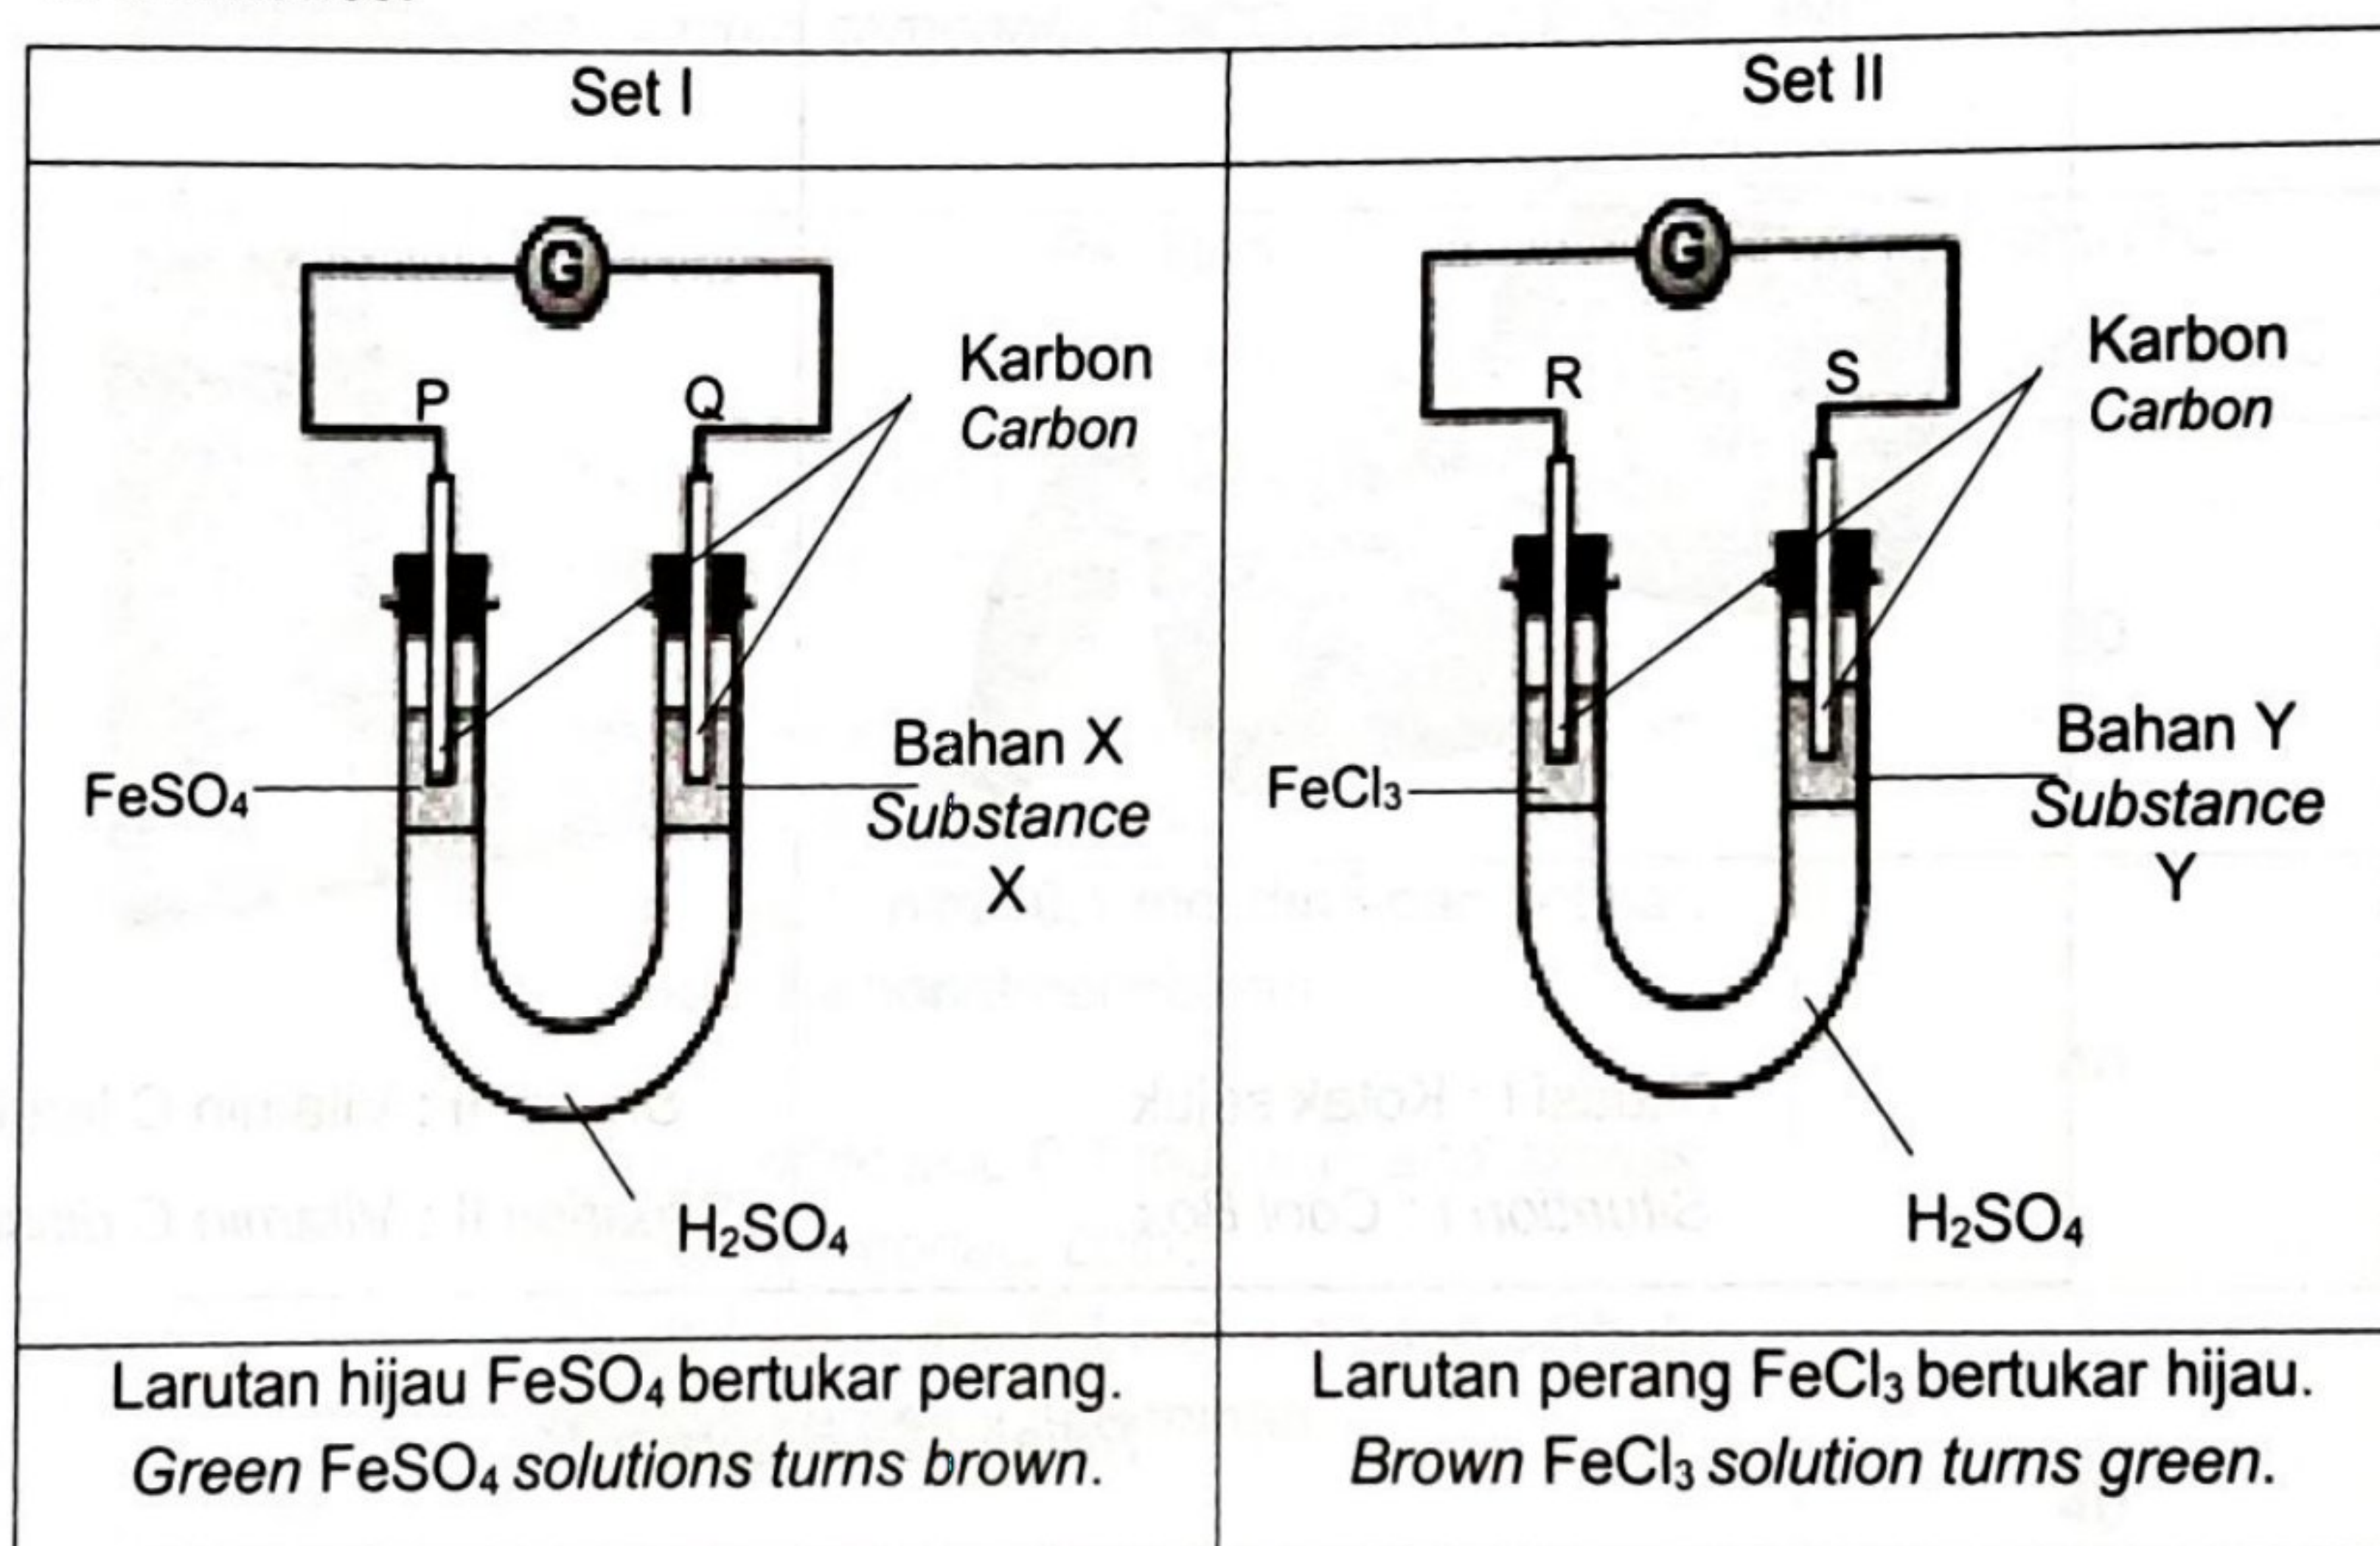 Set I
Set II
G
P
Q
Karbon
Carbon
FeSO₄
Bahan X
Substance
X
H₂SO₄
G
R
S
Karbon
Carbon
FeCl₃
Bahan Y
Substance
Y
H₂SO₄
Larutan hijau FeSO₄ bertukar perang.
Green FeSO₄ solutions turns brown.
Larutan perang FeCl₃ bertukar hijau.
Brown FeCl₃ solution turns green.